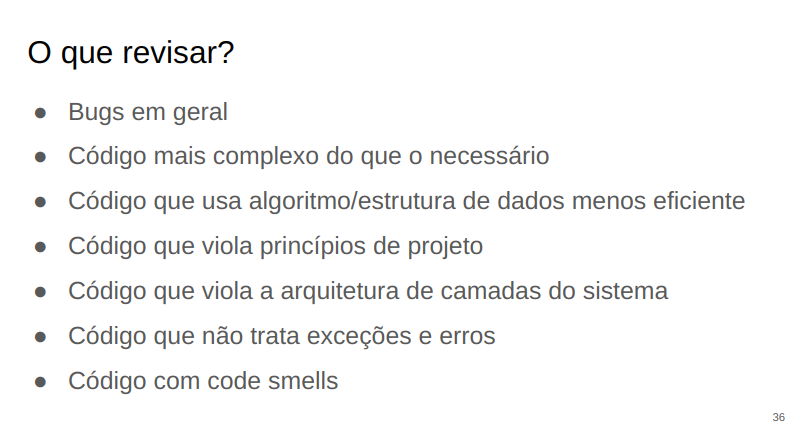 O que revisar?
● Bugs em geral
● Código mais complexo do que o necessário
● Código que usa algoritmo/estrutura de dados menos eficiente
● Código que viola princípios de projeto
● Código que viola a arquitetura de camadas do sistema
● Código que não trata exceções e erros
● Código com code smells
36